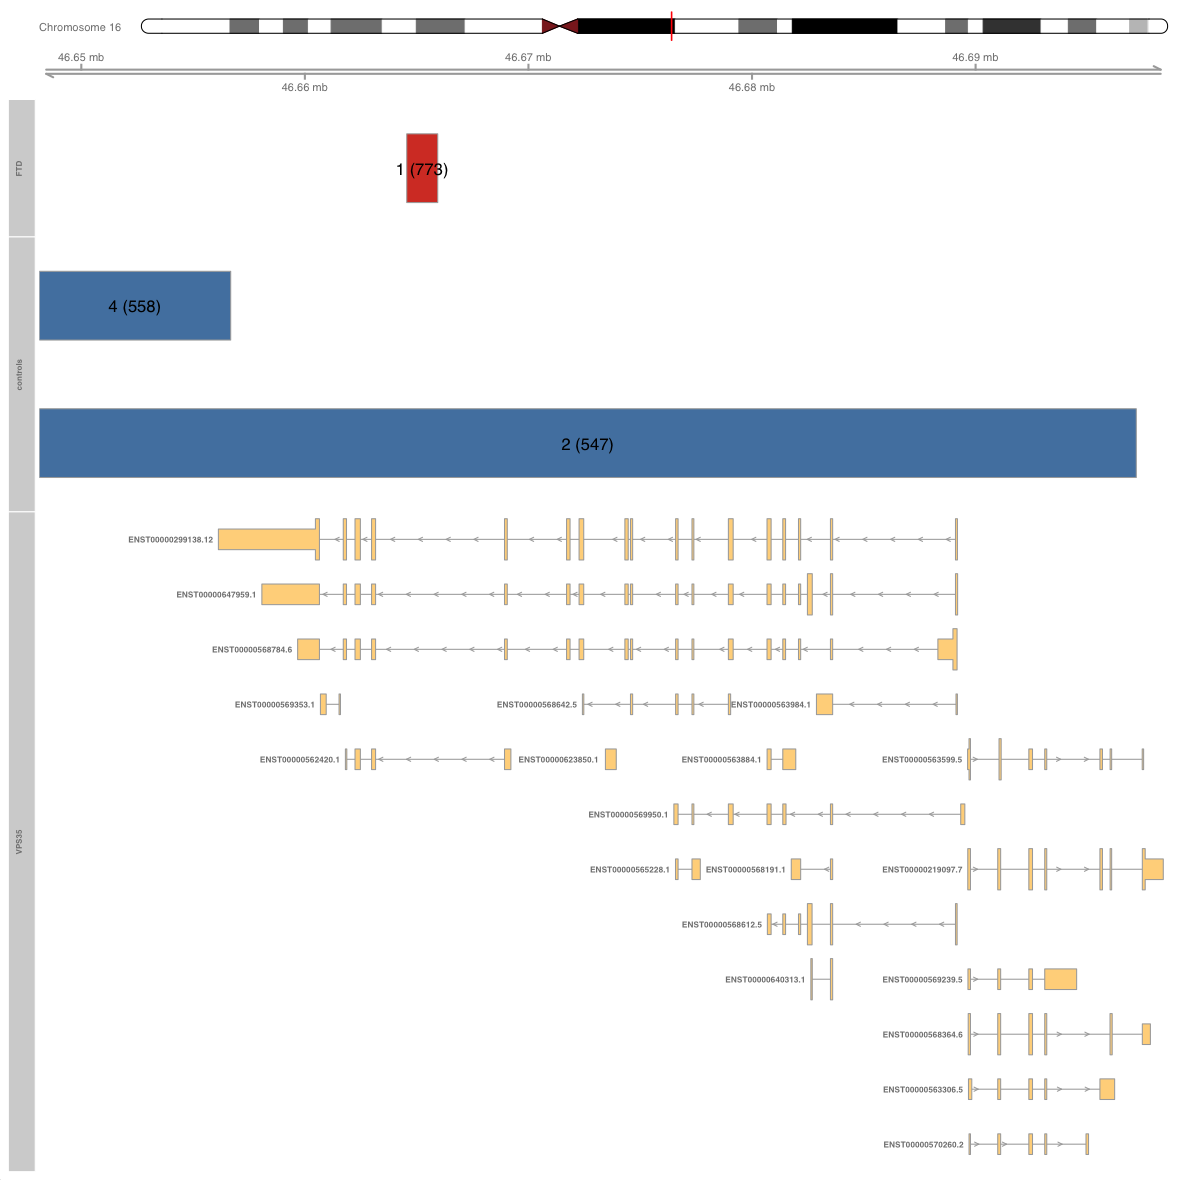 Chromosome 16
46.65 mb
46.67 mb
46.69 mb
46.66 mb
46.68 mb
FTD
1 (773)
controls
4 (558)
2 (547)
VPS35
ENST00000299138.12
ENST00000647959.1
ENST00000568784.6
ENST00000569353.1
ENST00000568642.5
ENST00000563984.1
ENST00000562420.1
ENST00000623850.1
ENST00000563884.1
ENST00000563599.5
ENST00000569950.1
ENST00000565228.1
ENST00000568191.1
ENST00000219097.7
ENST00000568612.5
ENST00000640313.1
ENST00000569239.5
ENST00000568364.6
ENST00000563306.5
ENST00000570260.2